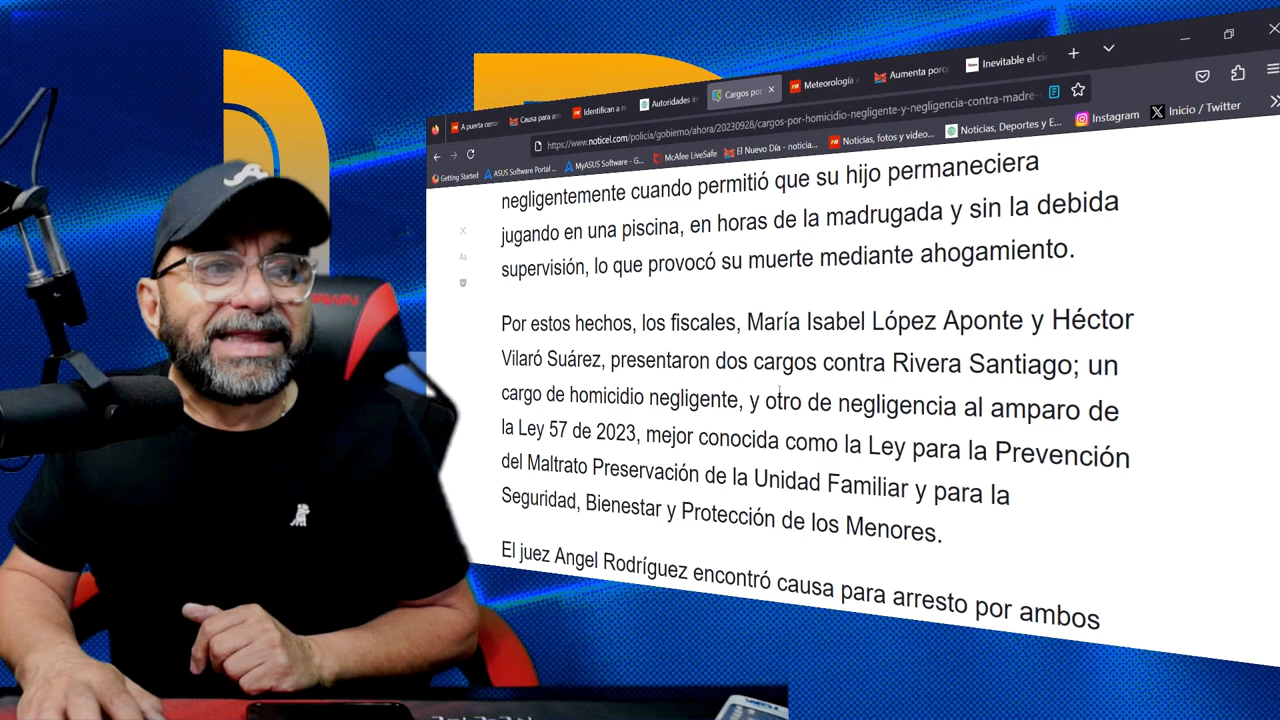 A puerta cerra
Causa para arr
Identifican a m
Autoridades in
Cargos por
Meteorología
Aumenta porc
Inevitable el ci
https://www.noticel.com/policia/gobierno/ahora/20230928/cargos-por-homicidio-negligente-y-negligencia-contra-madre-
Getting Started
ASUS Software Portal ...
MyASUS Software - G...
McAfee LiveSafe
El Nuevo Día - noticia...
Noticias, fotos y video...
Noticias, Deportes y E...
Instagram
Inicio / Twitter
negligentemente cuando permitió que su hijo permaneciera
jugando en una piscina, en horas de la madrugada y sin la debida
supervisión, lo que provocó su muerte mediante ahogamiento.
Por estos hechos, los fiscales, María Isabel López Aponte y Héctor
Vilaró Suárez, presentaron dos cargos contra Rivera Santiago; un
cargo de homicidio negligente, y otro de negligencia al amparo de
la Ley 57 de 2023, mejor conocida como la Ley para la Prevención
del Maltrato Preservación de la Unidad Familiar y para la
Seguridad, Bienestar y Protección de los Menores.
El juez Angel Rodríguez encontró causa para arresto por ambos